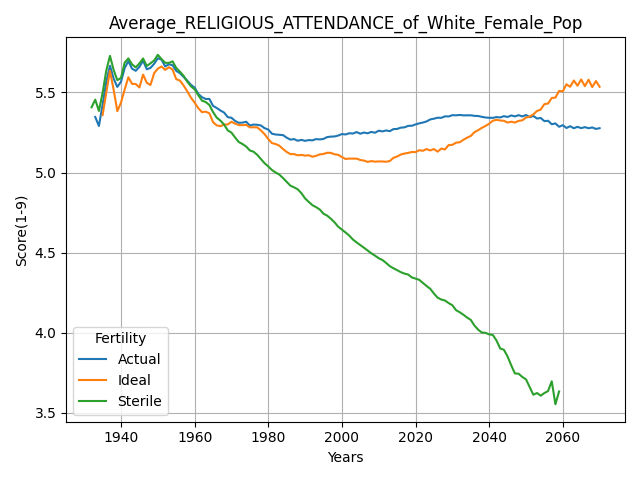 Average_RELIGIOUS_ATTENDANCE_of_White_Female_Pop
Score(1-9)
5.5
5.0
4.5
4.0
3.5
Fertility
Actual
Ideal
Sterile
1940 1960 1980 2000 2020 2040 2060
Years